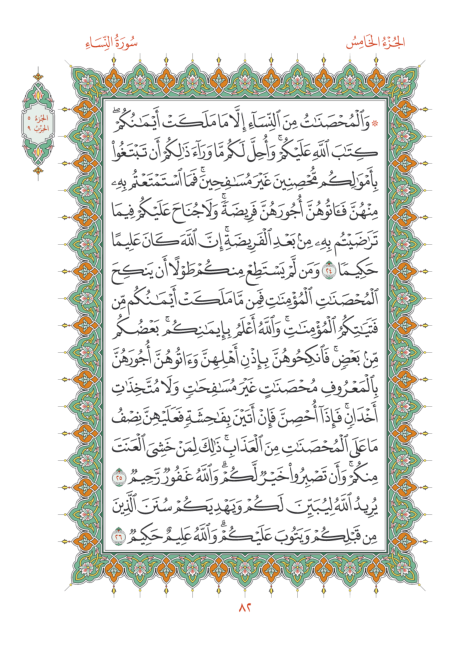 الجُزْءُ الخَامِسُ
سُورَةُ النِّسَاءِ
الجُزْءُ ٥
الحِزْبُ ٩
۞ وَٱلۡمُحۡصَنَٰتُ مِنَ ٱلنِّسَآءِ إِلَّا مَا مَلَكَتۡ أَيۡمَٰنُكُمۡۖ
كِتَٰبَ ٱللَّهِ عَلَيۡكُمۡۚ وَأُحِلَّ لَكُم مَّا وَرَآءَ ذَٰلِكُمۡ أَن تَبۡتَغُواْ
بِأَمۡوَٰلِكُم مُّحۡصِنِينَ غَيۡرَ مُسَٰفِحِينَۚ فَمَا ٱسۡتَمۡتَعۡتُم بِهِۦ
مِنۡهُنَّ فَـَٔاتُوهُنَّ أُجُورَهُنَّ فَرِيضَةٗۚ وَلَا جُنَاحَ عَلَيۡكُمۡ فِيمَا
تَرَٰضَيۡتُم بِهِۦ مِنۢ بَعۡدِ ٱلۡفَرِيضَةِۚ إِنَّ ٱللَّهَ كَانَ عَلِيمًا
حَكِيمٗا ٢٤ وَمَن لَّمۡ يَسۡتَطِعۡ مِنكُمۡ طَوۡلًا أَن يَنكِحَ
ٱلۡمُحۡصَنَٰتِ ٱلۡمُؤۡمِنَٰتِ فَمِن مَّا مَلَكَتۡ أَيۡمَٰنُكُم مِّن
فَتَيَٰتِكُمُ ٱلۡمُؤۡمِنَٰتِۚ وَٱللَّهُ أَعۡلَمُ بِإِيمَٰنِكُمۚ بَعۡضُكُم
مِّنۢ بَعۡضٖۚ فَٱنكِحُوهُنَّ بِإِذۡنِ أَهۡلِهِنَّ وَءَاتُوهُنَّ أُجُورَهُنَّ
بِٱلۡمَعۡرُوفِ مُحۡصَنَٰتٍ غَيۡرَ مُسَٰفِحَٰتٖ وَلَا مُتَّخِذَٰتِ
أَخۡدَانٖۚ فَإِذَآ أُحۡصِنَّ فَإِنۡ أَتَيۡنَ بِفَٰحِشَةٖ فَعَلَيۡهِنَّ نِصۡفُ
مَا عَلَى ٱلۡمُحۡصَنَٰتِ مِنَ ٱلۡعَذَابِۚ ذَٰلِكَ لِمَنۡ خَشِيَ ٱلۡعَنَتَ
مِنكُمۡۚ وَأَن تَصۡبِرُواْ خَيۡرٞ لَّكُمۡۗ وَٱللَّهُ غَفُورٞ رَّحِيمٞ ٢٥
يُرِيدُ ٱللَّهُ لِيُبَيِّنَ لَكُمۡ وَيَهۡدِيَكُمۡ سُنَنَ ٱلَّذِينَ
مِن قَبۡلِكُمۡ وَيَتُوبَ عَلَيۡكُمۡۗ وَٱللَّهُ عَلِيمٌ حَكِيمٞ ٢٦
٨٢